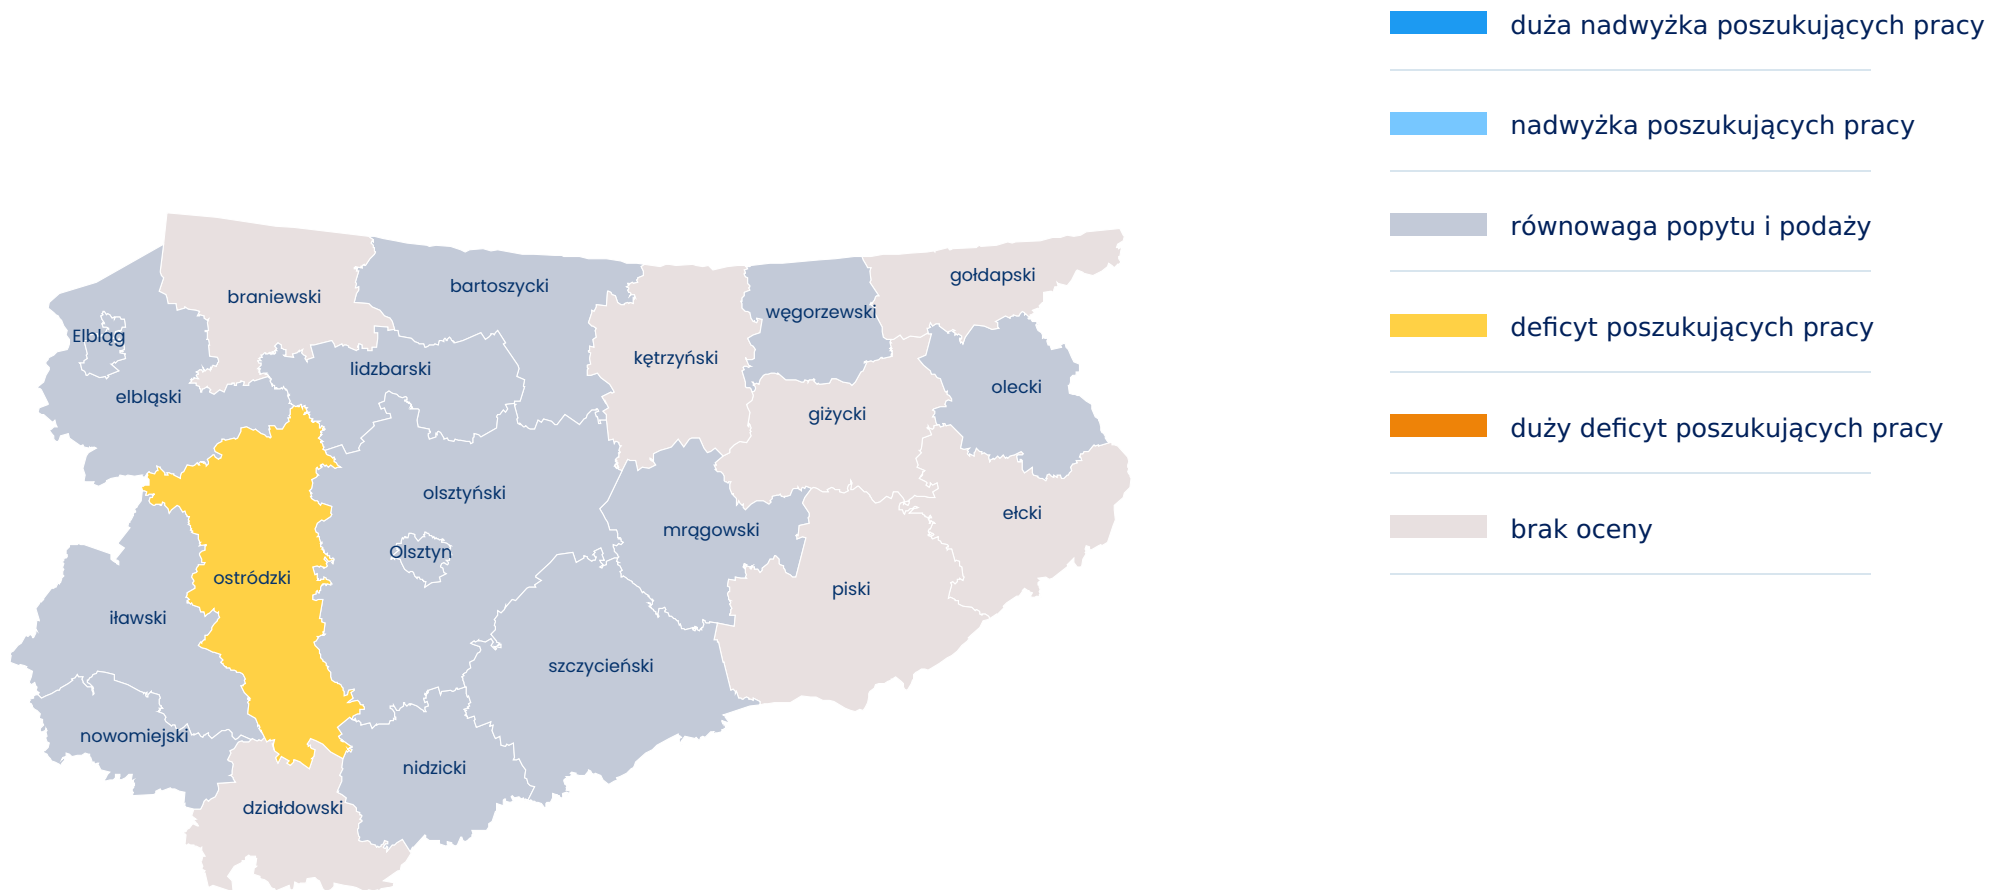 duża nadwyżka poszukujących pracy
nadwyżka poszukujących pracy
równowaga popytu i podaży
deficyt poszukujących pracy
duży deficyt poszukujących pracy
brak oceny
gołdapski
bartoszycki
braniewski
węgorzewski
Elbląg
kętrzyński
lidzbarski
olecki
elbląski
giżycki
olsztyński
ełcki
mrągowski
Olsztyn
ostródzki
piski
iławski
szczycieński
nowomiejski
nidzicki
działdowski